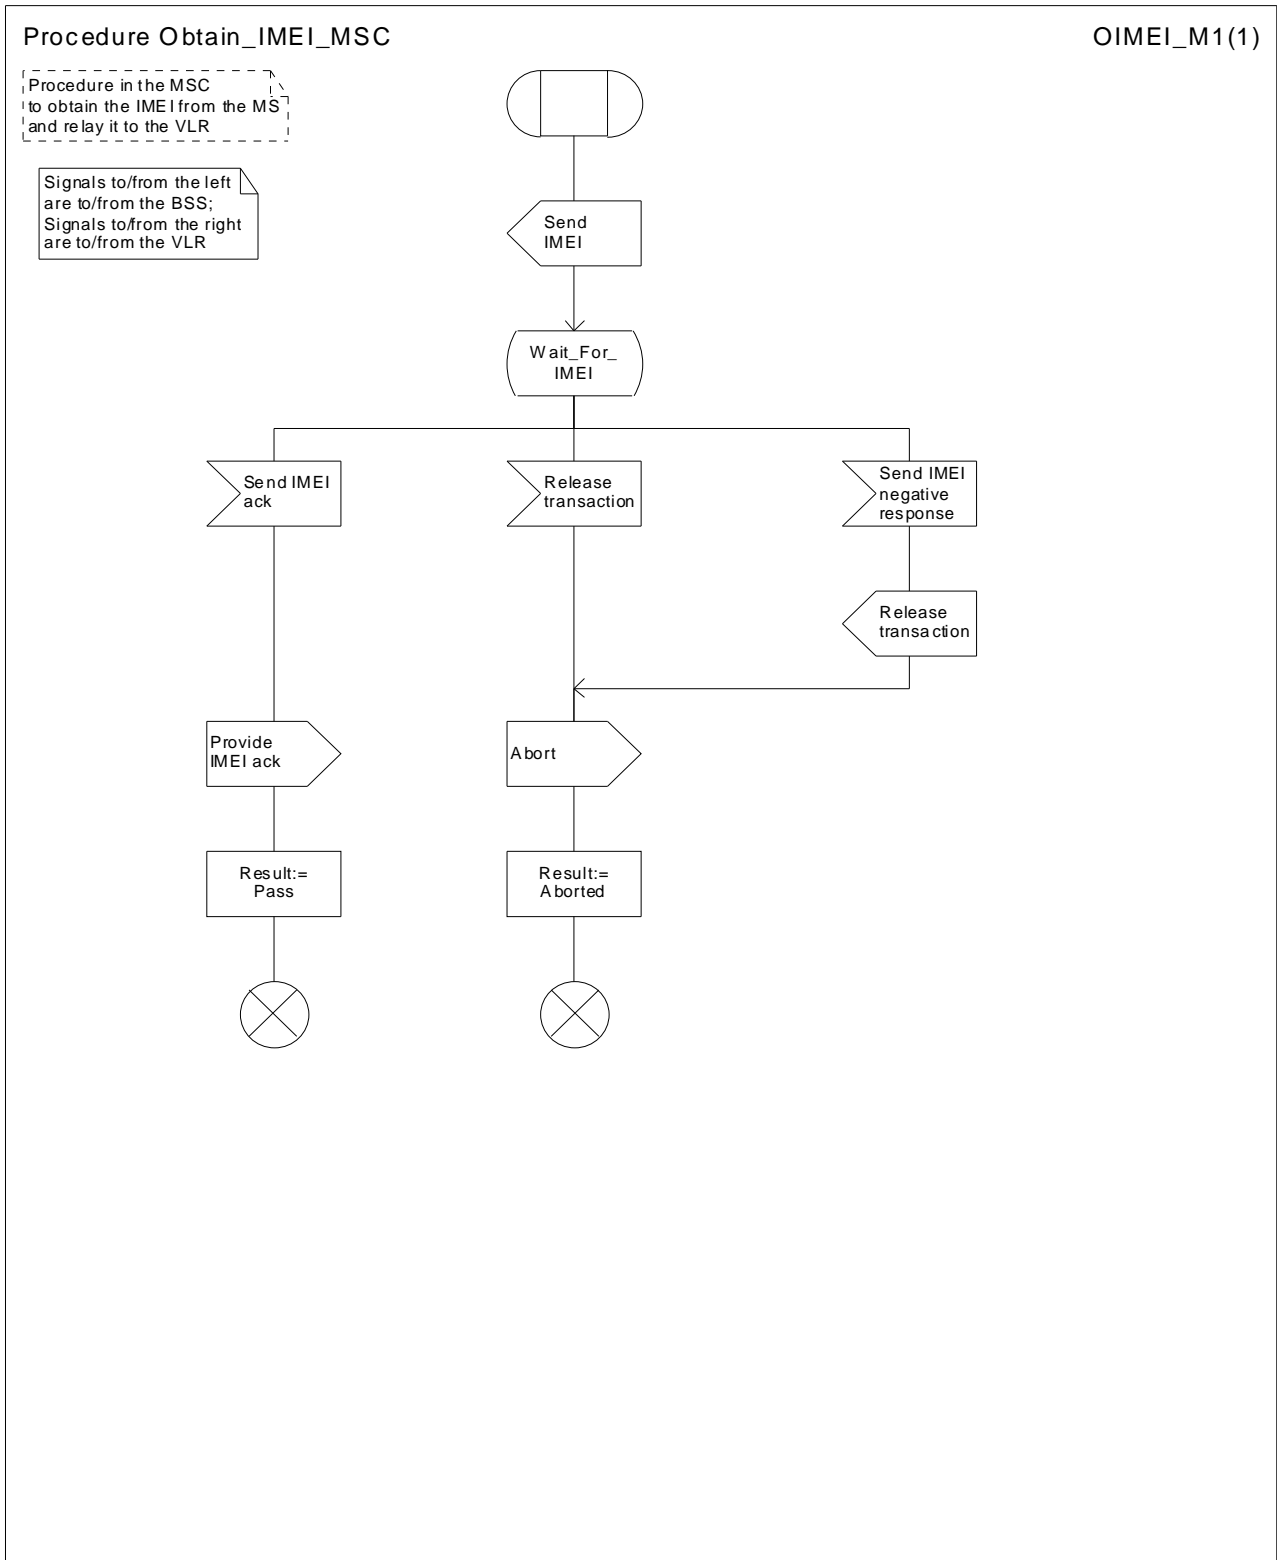 Procedure Obtain_IMEI_MSC
OIMEI_M1(1)
Procedure in the MSC
to obtain the IMEI from the MS
and relay it to the VLR
Signals to/from the left
are to/from the BSS;
Signals to/from the right
are to/from the VLR
Send
IMEI
Wait_For_
IMEI
Send IMEI
ack
Release
transaction
Send IMEI
negative
response
Release
transaction
Provide
IMEI ack
Abort
Result:=
Pass
Result:=
Aborted